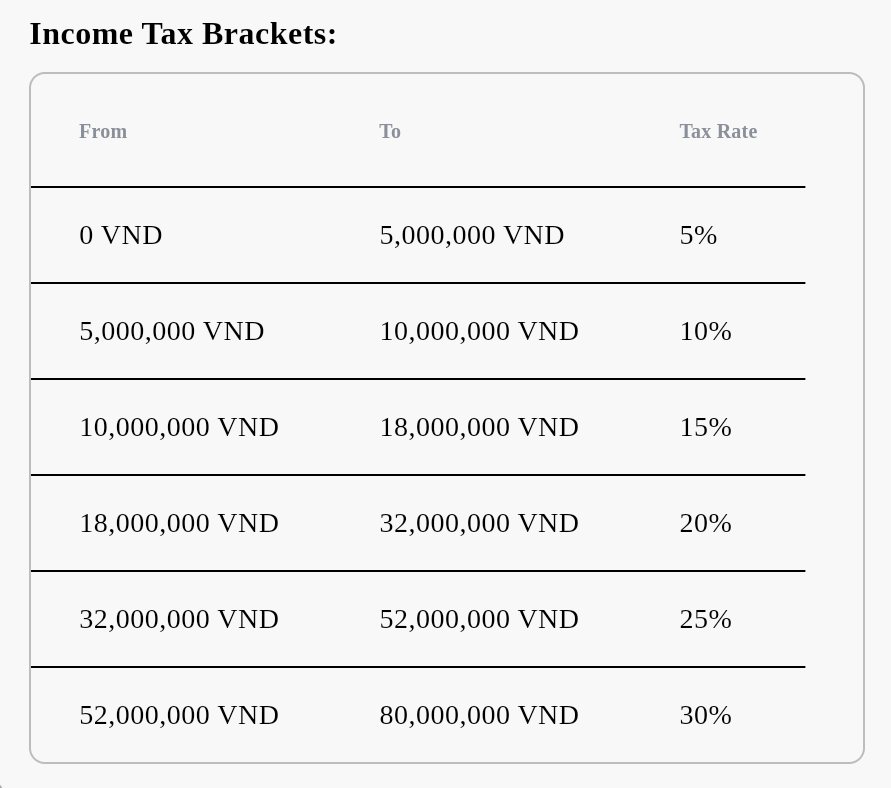 Income Tax Brackets:
From To Tax Rate
0 VND 5,000,000 VND 5%
5,000,000 VND 10,000,000 VND 10%
10,000,000 VND 18,000,000 VND 15%
18,000,000 VND 32,000,000 VND 20%
32,000,000 VND 52,000,000 VND 25%
52,000,000 VND 80,000,000 VND 30%